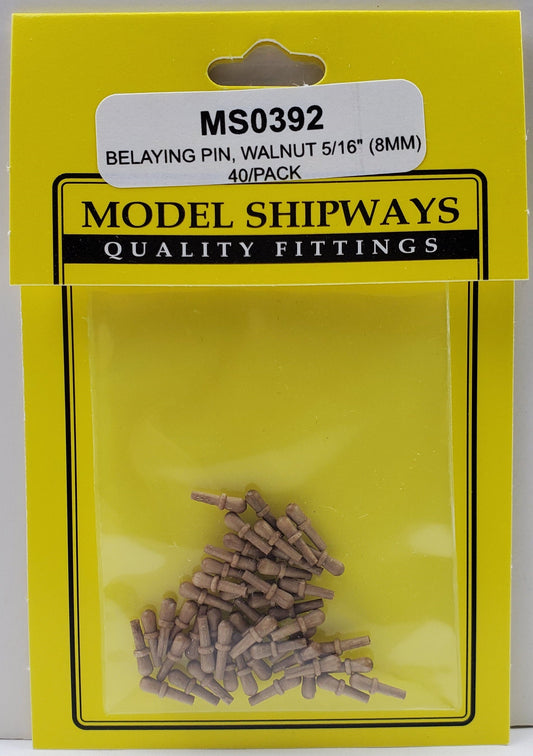 MS0392
BELAYING PIN, WALNUT 5/16" (8MM)
40/PACK
MODEL SHIPWAYS
QUALITY FITTINGS